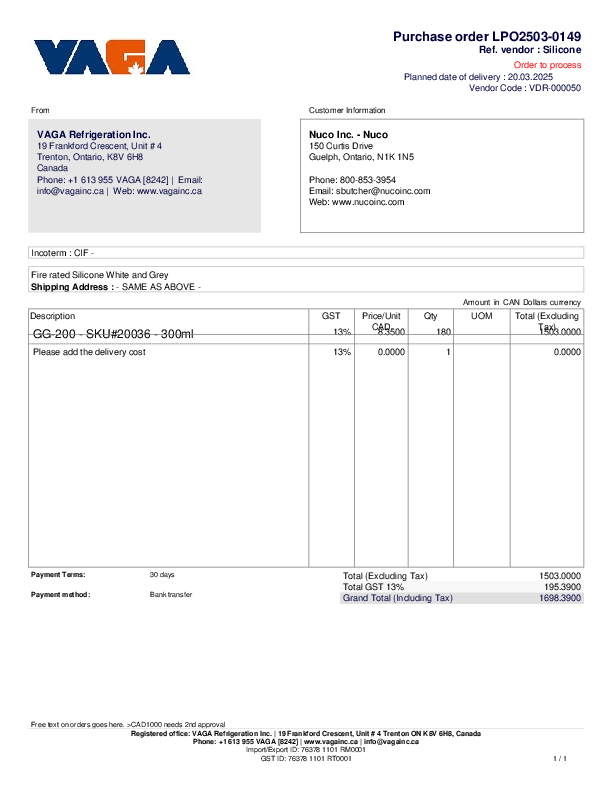 VAGA
Purchase order LPO2503-0149
Ref. vendor : Silicone
Order to process
Planned date of delivery : 20.03.2025
Vendor Code : VDR-000050
From
Customer Information
VAGA Refrigeration Inc.
19 Frankford Crescent, Unit # 4
Trenton, Ontario, K8V 6H8
Canada
Phone: +1 613 955 VAGA [8242] | Email:
info@vagainc.ca | Web: www.vagainc.ca
Nuco Inc. - Nuco
150 Curtis Drive
Guelph, Ontario, N1K 1N5
Phone: 800-853-3954
Email: sbutcher@nucoinc.com
Web: www.nucoinc.com
Incoterm : CIF -
Fire rated Silicone White and Grey
Shipping Address : - SAME AS ABOVE -
Amount in CAN Dollars currency
Description GST Price/Unit CAD Qty UOM Total (Excluding Tax)
GG-200 - SKU#20036 - 300ml 13% 8.3500 180 1503.0000
Please add the delivery cost 13% 0.0000 1 0.0000
Payment Terms: 30 days
Payment method: Bank transfer
Total (Excluding Tax) 1503.0000
Total GST 13% 195.3900
Grand Total (Including Tax) 1698.3900
Free text on orders goes here. >CAD1000 needs 2nd approval
Registered office: VAGA Refrigeration Inc. | 19 Frankford Crescent, Unit # 4 Trenton ON K8V 6H8, Canada
Phone: +1 613 955 VAGA [8242] | www.vagainc.ca | info@vagainc.ca
Import/Export ID: 76378 1101 RM0001
GST ID: 76378 1101 RT0001
1 / 1